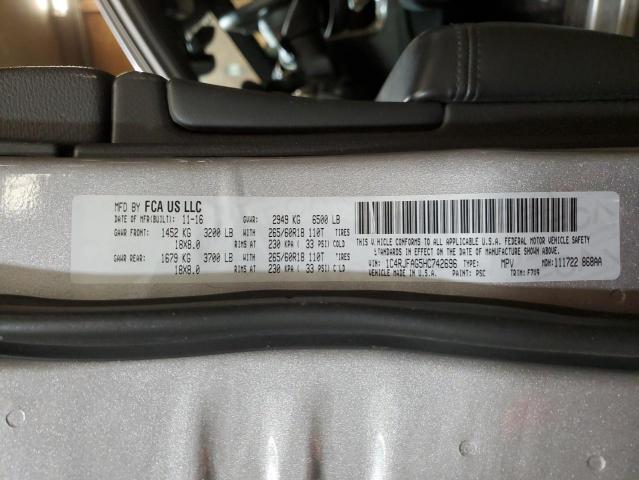 MFD BY FCA US LLC
DATE OF MFR(BUILT): 11-16 GVWR: 2949 KG 6500 LB
GAWR FRONT: 1452 KG 3200 LB WITH 265/60R18 110T TIRES
18X8.0 RIMS AT 230 KPA ( 33 PSI) COLD
GAWR REAR: 1679 KG 3700 LB WITH 265/60R18 110T TIRES
18X8.0 RIMS AT 230 KPA ( 33 PSI) COLD
THIS VEHICLE CONFORMS TO ALL APPLICABLE U.S.A. FEDERAL MOTOR VEHICLE SAFETY
STANDARDS IN EFFECT ON THE DATE OF MANUFACTURE SHOWN ABOVE.
VIN: 1C4RJFAG5HC742696 TYPE: MPV MDH: 111722 868AA
VEHICLE MADE IN U.S.A. PAINT: PSC TRIM: F7V9